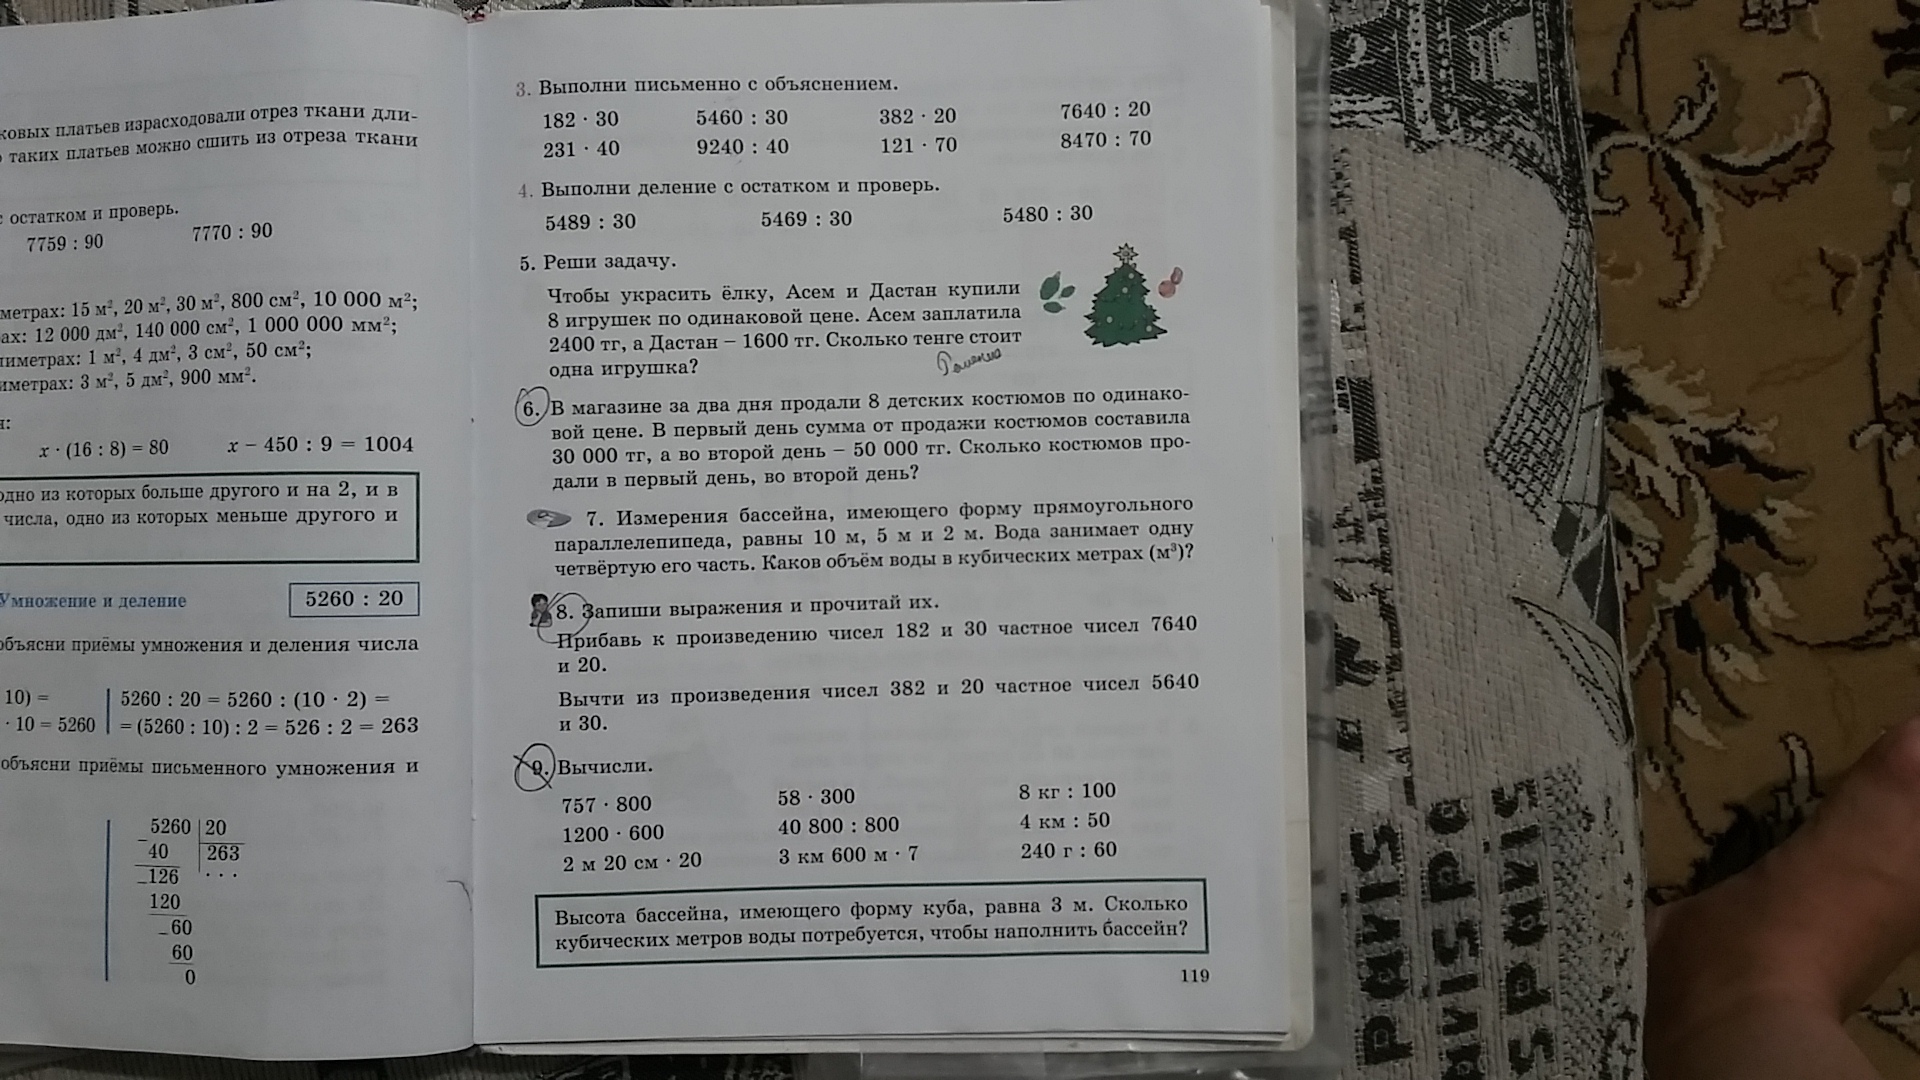 ковых платьев израсходовали отрез ткани дли-
таких платьев можно сшить из отреза ткани
с остатком и проверь.
7759 : 90 7770 : 90
метрах: 15 м², 20 м², 30 м², 800 см², 10 000 м²;
ах: 12 000 дм², 140 000 см², 1 000 000 мм²;
лиметрах: 1 м², 4 дм², 3 см², 50 см²;
иметрах: 3 м², 5 дм², 900 мм².
x · (16 : 8) = 80 x − 450 : 9 = 1004
одно из которых больше другого и на 2, и в
числа, одно из которых меньше другого и
Умножение и деление 5260 : 20
объясни приёмы умножения и деления числа
10) = 5260 : 20 = 5260 : (10 · 2) =
· 10 = 5260 = (5260 : 10) : 2 = 526 : 2 = 263
объясни приёмы письменного умножения и
5260 20
− 40 263
−126 ...
120
−60
60
0
3. Выполни письменно с объяснением.
182 · 30 5460 : 30 382 · 20 7640 : 20
231 · 40 9240 : 40 121 · 70 8470 : 70
4. Выполни деление с остатком и проверь.
5489 : 30 5469 : 30 5480 : 30
5. Реши задачу.
Чтобы украсить ёлку, Асем и Дастан купили
8 игрушек по одинаковой цене. Асем заплатила
2400 тг, а Дастан − 1600 тг. Сколько тенге стоит
одна игрушка?
6. В магазине за два дня продали 8 детских костюмов по одинако-
вой цене. В первый день сумма от продажи костюмов составила
30 000 тг, а во второй день − 50 000 тг. Сколько костюмов про-
дали в первый день, во второй день?
7. Измерения бассейна, имеющего форму прямоугольного
параллелепипеда, равны 10 м, 5 м и 2 м. Вода занимает одну
четвёртую его часть. Каков объём воды в кубических метрах (м³)?
8. Запиши выражения и прочитай их.
Прибавь к произведению чисел 182 и 30 частное чисел 7640
и 20.
Вычти из произведения чисел 382 и 20 частное чисел 5640
и 30.
9. Вычисли.
757 · 800 58 · 300 8 кг : 100
1200 · 600 40 800 : 800 4 км : 50
2 м 20 см · 20 3 км 600 м · 7 240 г : 60
Высота бассейна, имеющего форму куба, равна 3 м. Сколько
кубических метров воды потребуется, чтобы наполнить бассейн?
119